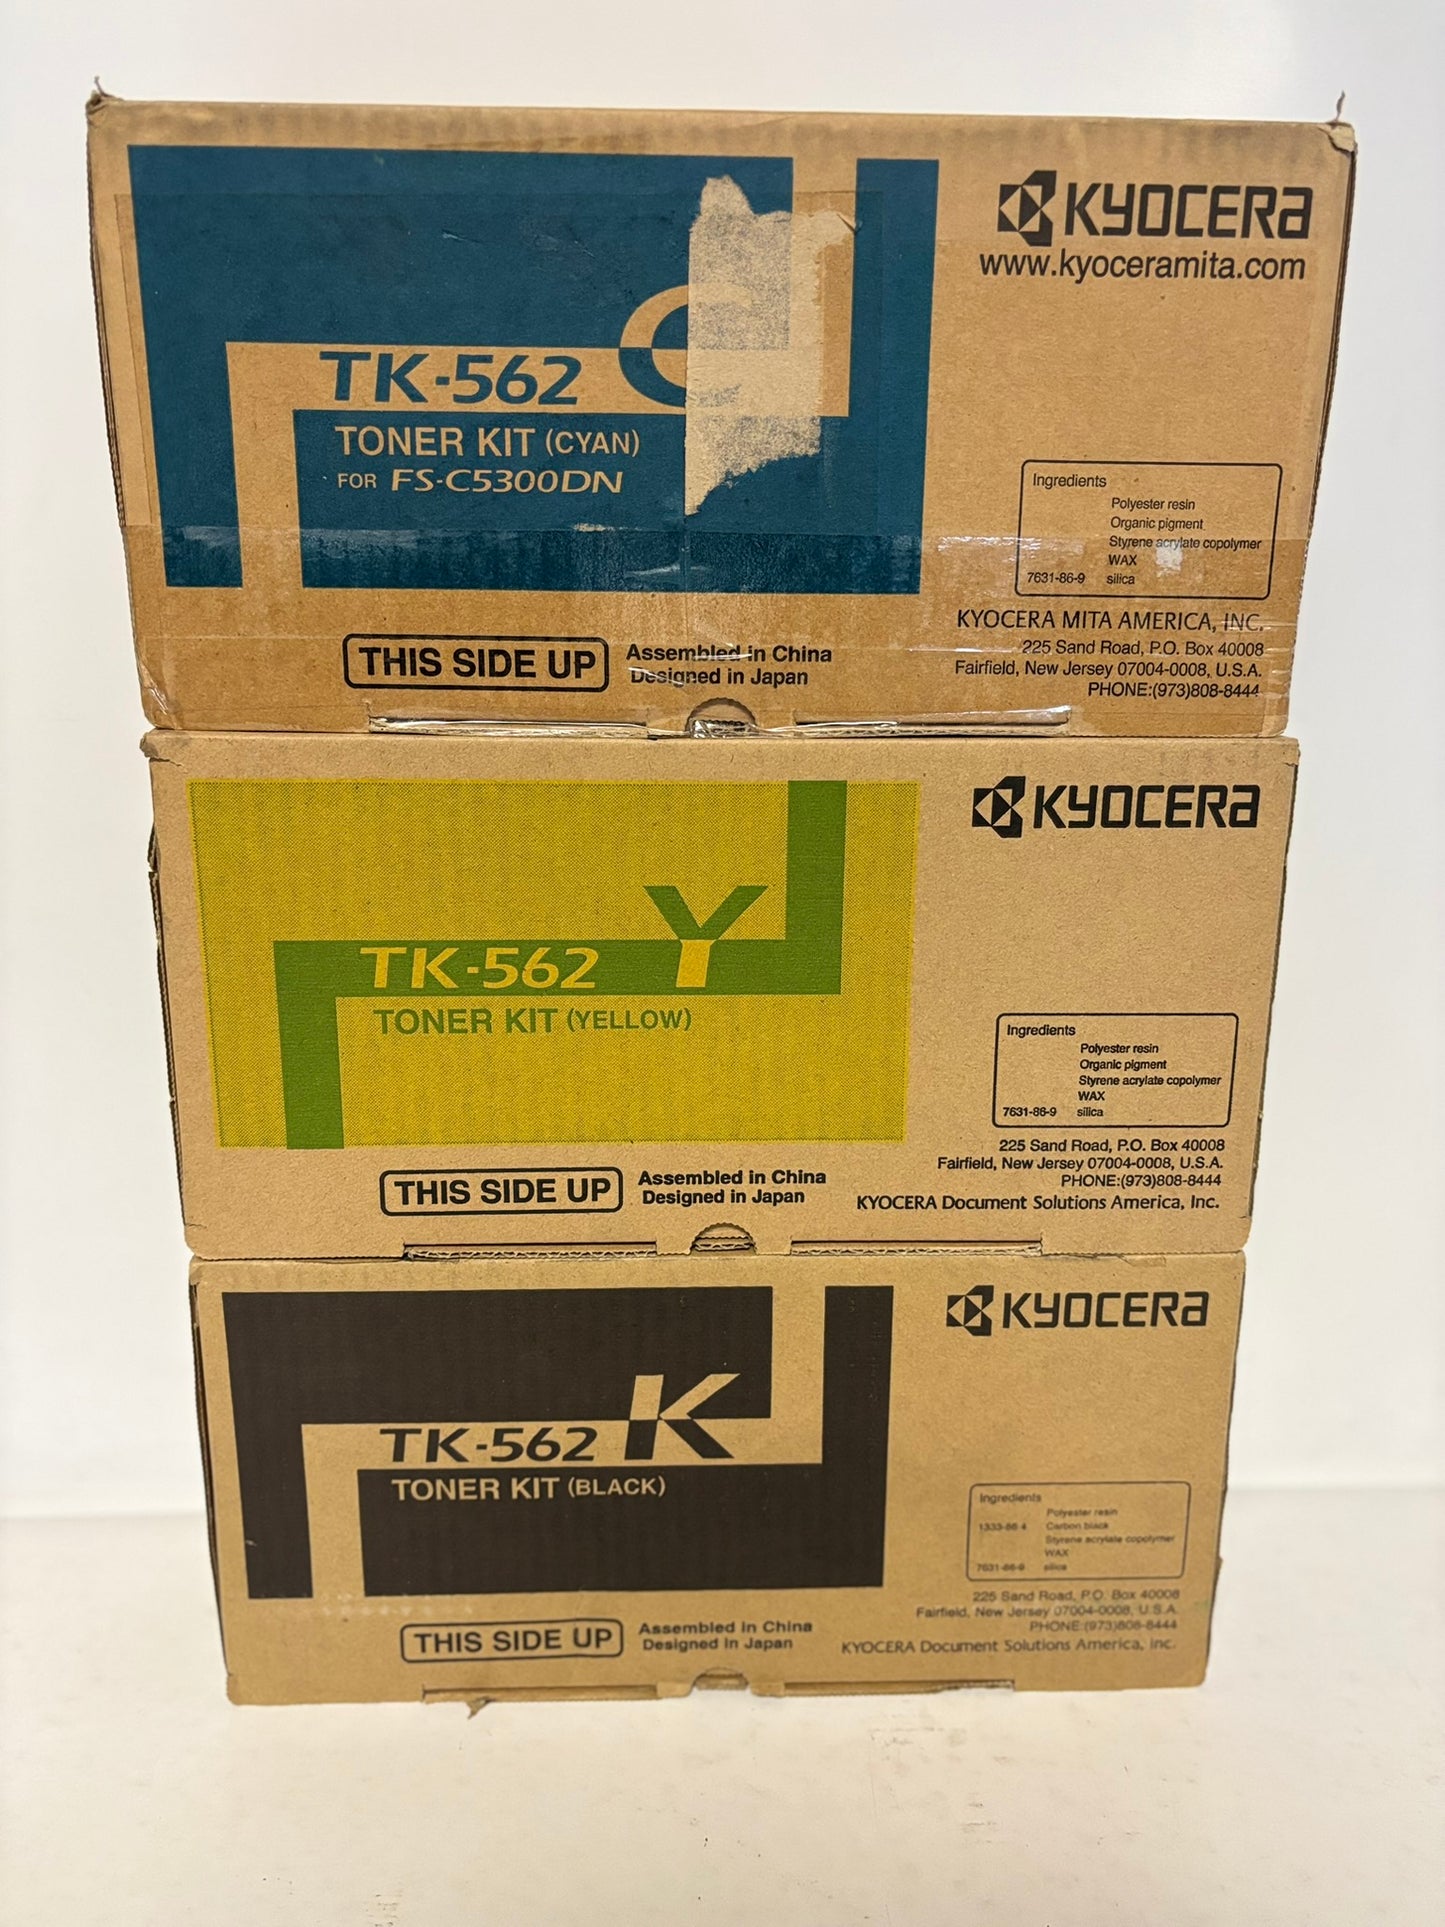 KYOCERA
www.kyoceramita.com
C
TK-562
TONER KIT (CYAN)
FOR FS-C5300DN
Ingredients
Polyester resin
Organic pigment
Styrene acrylate copolymer
WAX
7631-86-9 silica
KYOCERA MITA AMERICA, INC.
225 Sand Road, P.O. Box 40008
Fairfield, New Jersey 07004-0008, U.S.A.
PHONE:(973)808-8444
THIS SIDE UP
Assembled in China
Designed in Japan
KYOCERA
TK-562 Y
TONER KIT (YELLOW)
Ingredients
Polyester resin
Organic pigment
Styrene acrylate copolymer
WAX
7631-86-9 silica
225 Sand Road, P.O. Box 40008
Fairfield, New Jersey 07004-0008, U.S.A.
PHONE:(973)808-8444
KYOCERA Document Solutions America, Inc.
THIS SIDE UP
Assembled in China
Designed in Japan
KYOCERA
TK-562 K
TONER KIT (BLACK)
Ingredients
Polyester resin
1333-86-4 Carbon black
Styrene acrylate copolymer
WAX
7631-86-9 silica
225 Sand Road, P.O. Box 40008
Fairfield, New Jersey 07004-0008, U.S.A.
PHONE:(973)808-8444
KYOCERA Document Solutions America, Inc.
THIS SIDE UP
Assembled in China
Designed in Japan